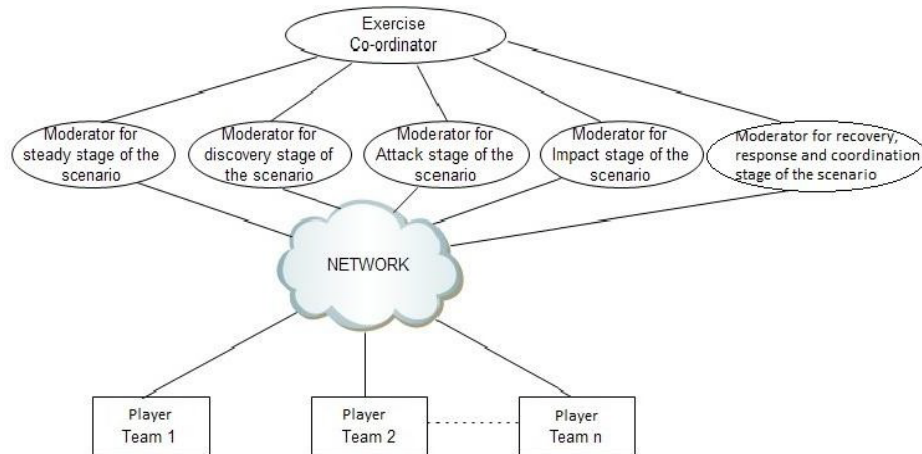 Exercise
Co-ordinator
Moderator for
steady stage of the
scenario
Moderator for
discovery stage of
the scenario
Moderator for
Attack stage of the
scenario
Moderator for
Impact stage of the
scenario
Moderator for recovery,
response and coordination
stage of the scenario
NETWORK
Player
Team 1
Player
Team 2
Player
Team n